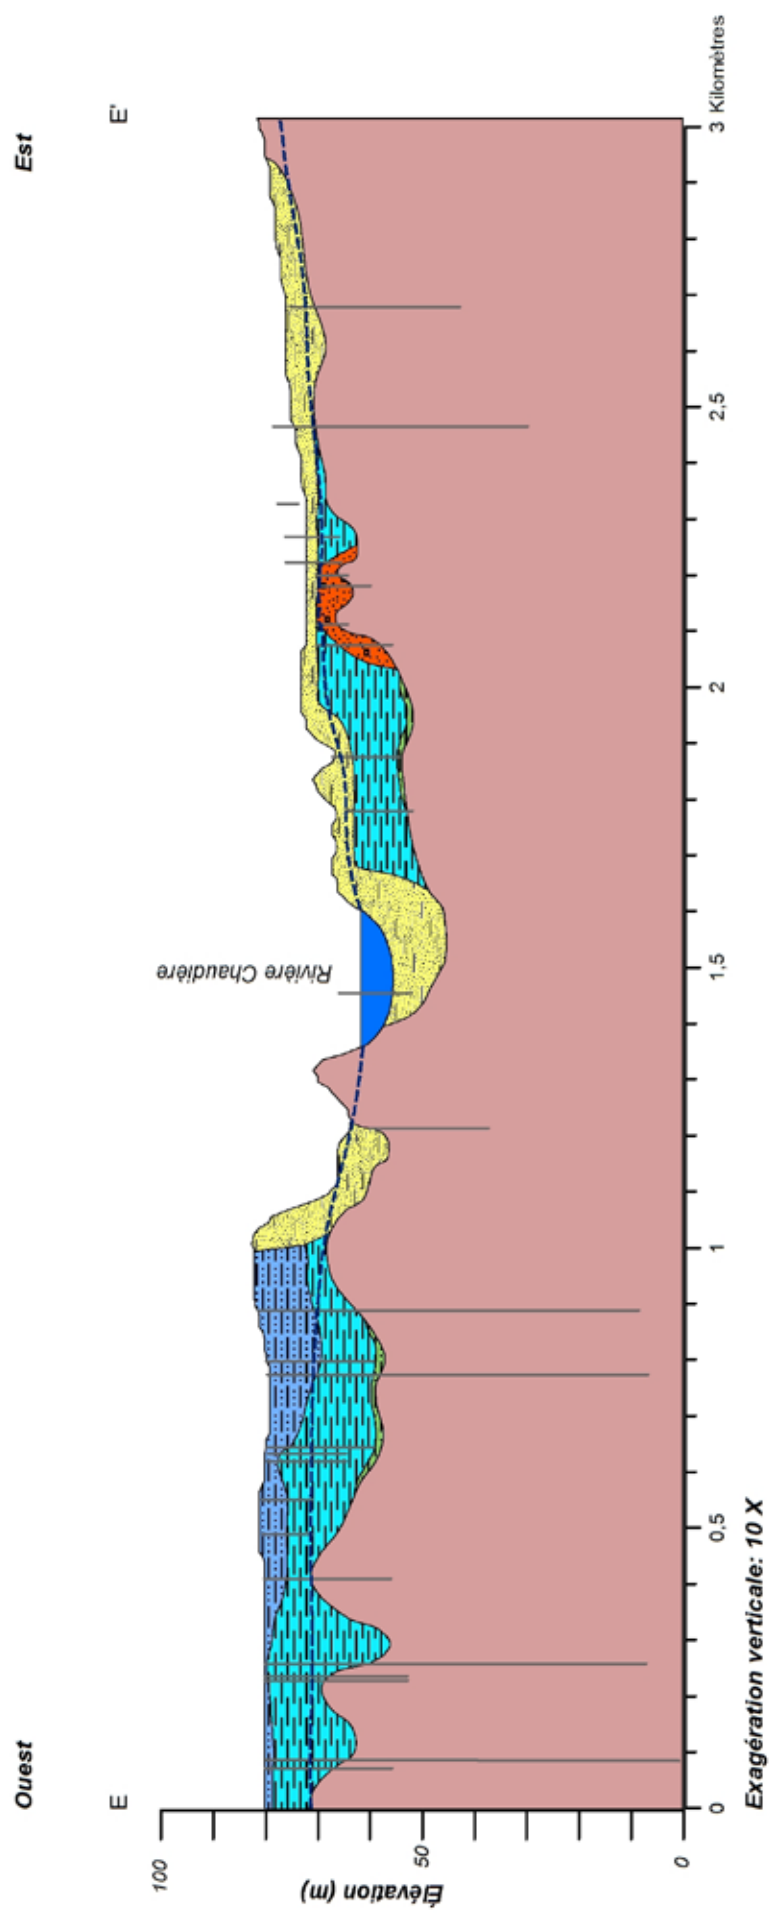 Ouest
Est
E
E'
Rivière Chaudière
Élévation (m)
100
50
0
0
0,5
1
1,5
2
2,5
3 Kilomètres
Exagération verticale: 10 X